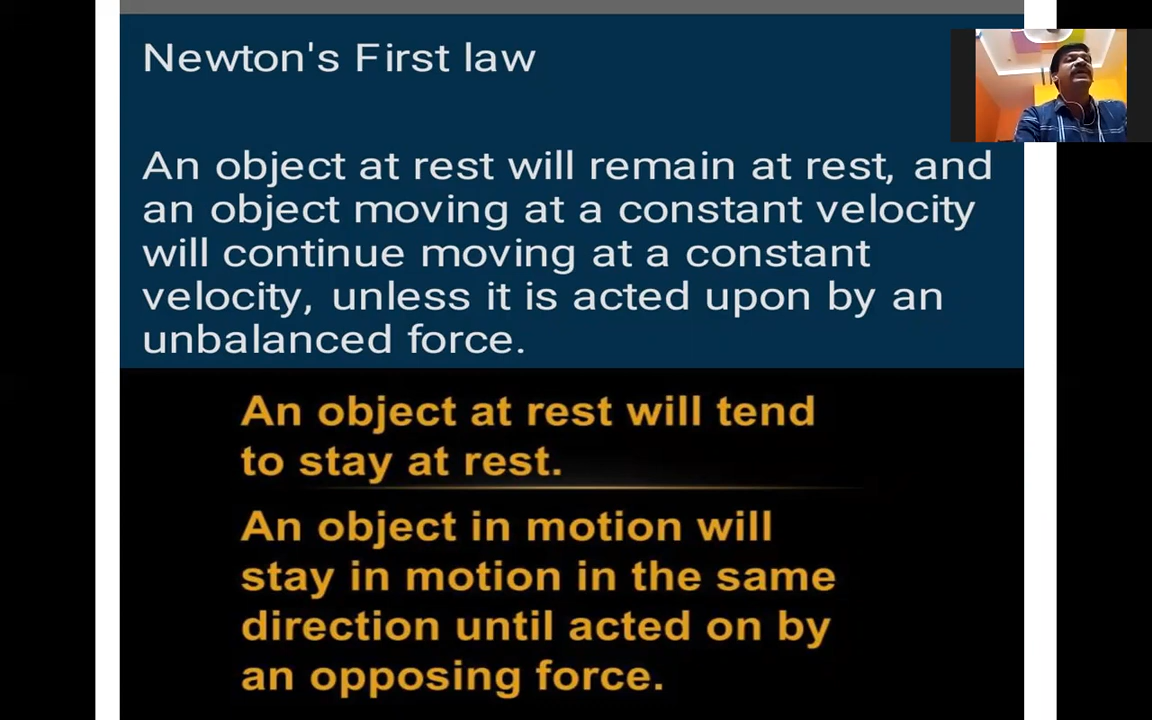 Newton's First law
An object at rest will remain at rest, and
an object moving at a constant velocity
will continue moving at a constant
velocity, unless it is acted upon by an
unbalanced force.
An object at rest will tend
to stay at rest.
An object in motion will
stay in motion in the same
direction until acted on by
an opposing force.